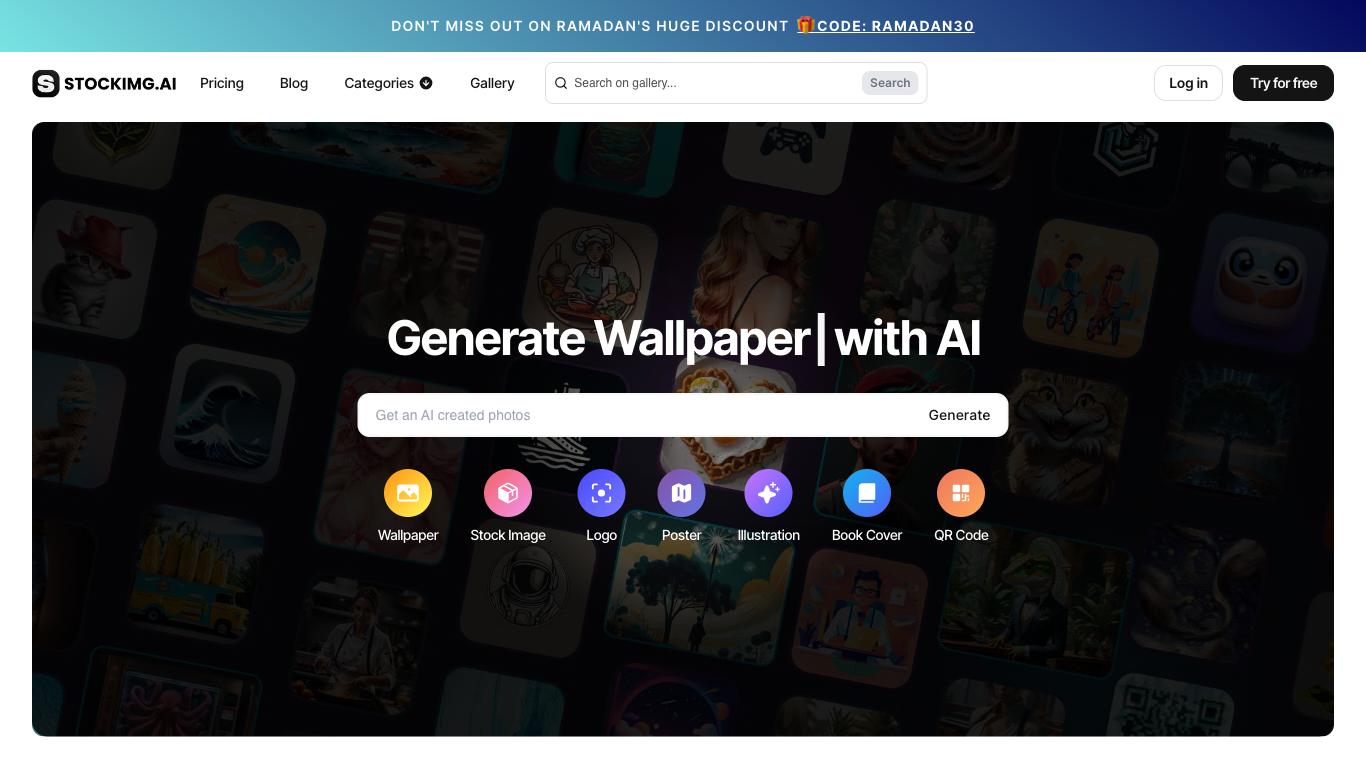 DON'T MISS OUT ON RAMADAN'S HUGE DISCOUNT 🎁CODE: RAMADAN30
STOCKIMG.AI
Pricing
Blog
Categories
Gallery
Search on gallery...
Search
Log in
Try for free
Generate Wallpaper| with AI
Get an AI created photos
Generate
Wallpaper
Stock Image
Logo
Poster
Illustration
Book Cover
QR Code